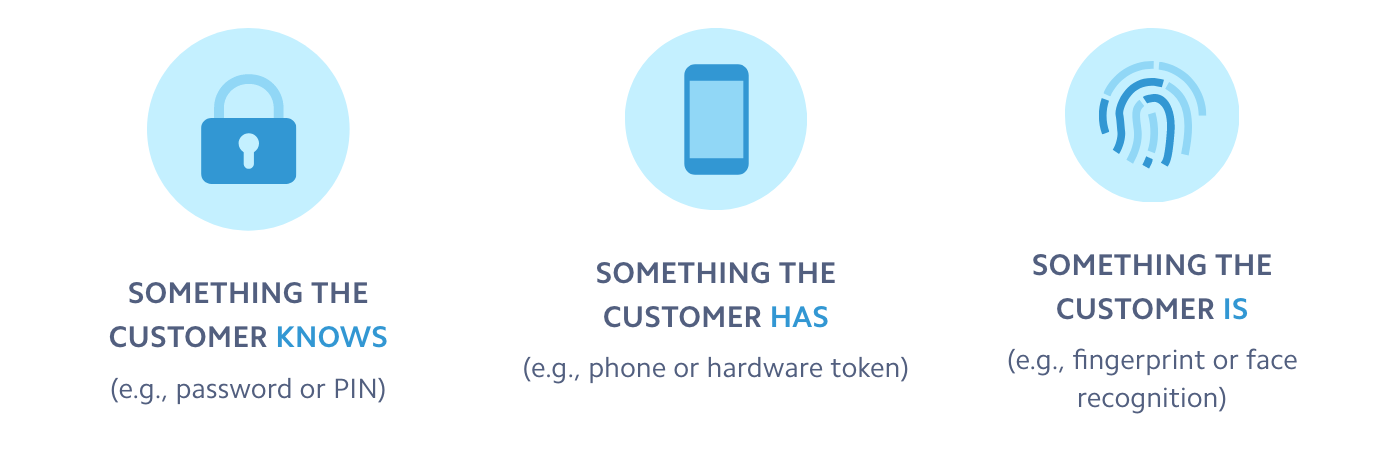 SOMETHING THE
CUSTOMER KNOWS
(e.g., password or PIN)
SOMETHING THE
CUSTOMER HAS
(e.g., phone or hardware token)
SOMETHING THE
CUSTOMER IS
(e.g., fingerprint or face
recognition)